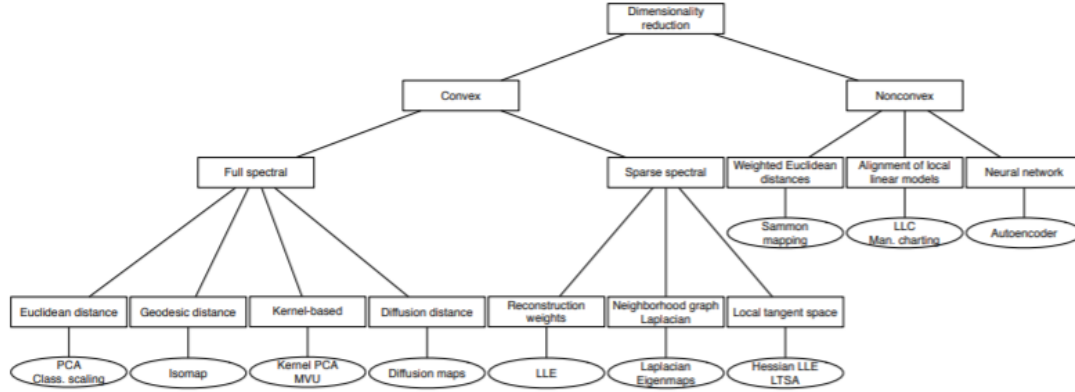 Dimensionality
reduction
Convex
Nonconvex
Full spectral
Sparse spectral
Weighted Euclidean
distances
Alignment of local
linear models
Neural network
Sammon
mapping
LLC
Man. charting
Autoencoder
Euclidean distance
Geodesic distance
Kernel-based
Diffusion distance
Reconstruction
weights
Neighborhood graph
Laplacian
Local tangent space
PCA
Class. scaling
Isomap
Kernel PCA
MVU
Diffusion maps
LLE
Laplacian
Eigenmaps
Hessian LLE
LTSA